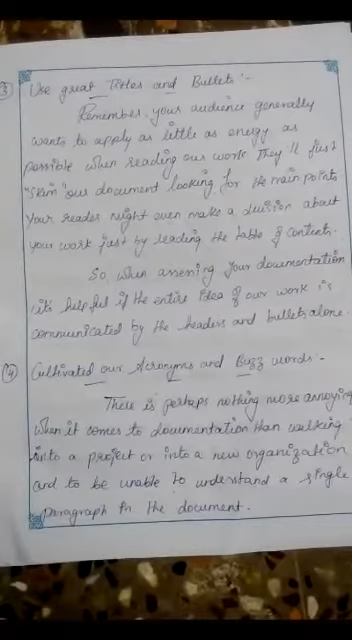 3 Use great Titles and Bullets :-
Remember, your audience generally
wants to apply as little as energy as
possible when reading our work. They'll first
"Skim" our document looking for the main points
Your reader might even make a decision about
your work just by reading the table of Contents.
So, when assessing your documentation
it's helpful if the entire idea of our work is
communicated by the headers and bullets alone.
4 Cultivated our Acronyms and Buzz words :-
There is perhaps nothing more annoying
when it comes to documentation than walking
into a project or into a new organization
and to be unable to understand a single
paragraph in the document.